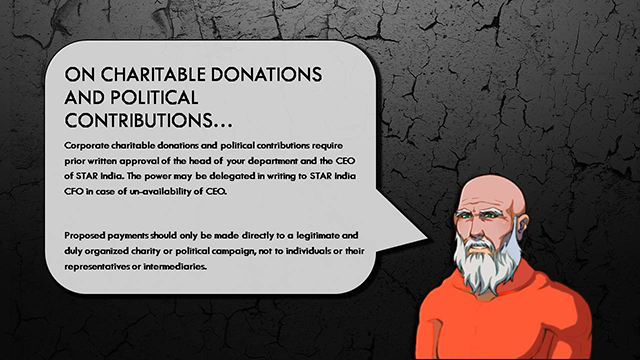 ON CHARITABLE DONATIONS
AND POLITICAL
CONTRIBUTIONS…
Corporate charitable donations and political contributions require
prior written approval of the head of your department and the CEO
of STAR India. The power may be delegated in writing to STAR India
CFO in case of un-availability of CEO.
Proposed payments should only be made directly to a legitimate and
duly organized charity or political campaign, not to individuals or their
representatives or intermediaries.